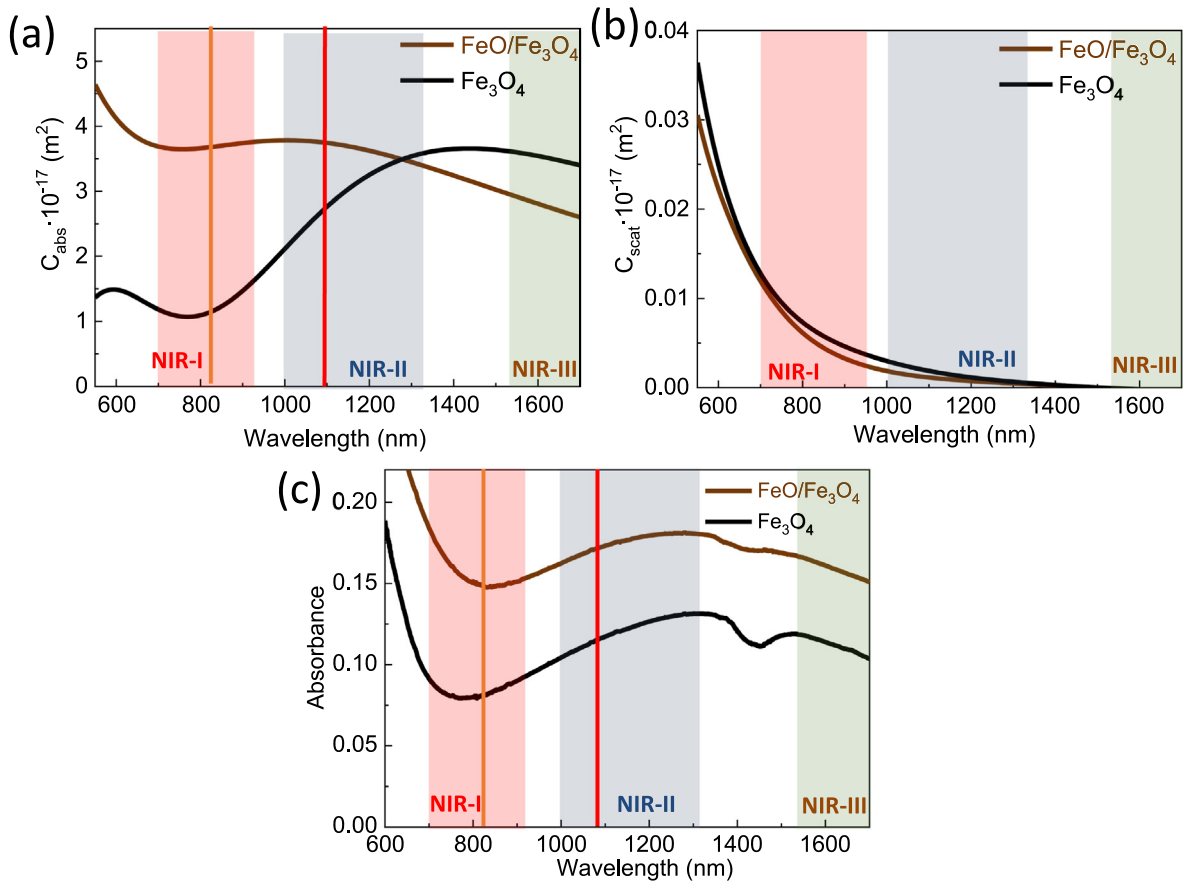 (a)
FeO/Fe₃O₄
Fe₃O₄
5
4
3
2
1
0
C_abs·10⁻¹⁷ (m²)
NIR-I
NIR-II
NIR-III
600 800 1000 1200 1400 1600
Wavelength (nm)
(b)
FeO/Fe₃O₄
Fe₃O₄
0.04
0.03
0.02
0.01
0.00
C_scat·10⁻¹⁷ (m²)
NIR-I
NIR-II
NIR-III
600 800 1000 1200 1400 1600
Wavelength (nm)
(c)
FeO/Fe₃O₄
Fe₃O₄
0.20
0.15
0.10
0.05
0.00
Absorbance
NIR-I
NIR-II
NIR-III
600 800 1000 1200 1400 1600
Wavelength (nm)